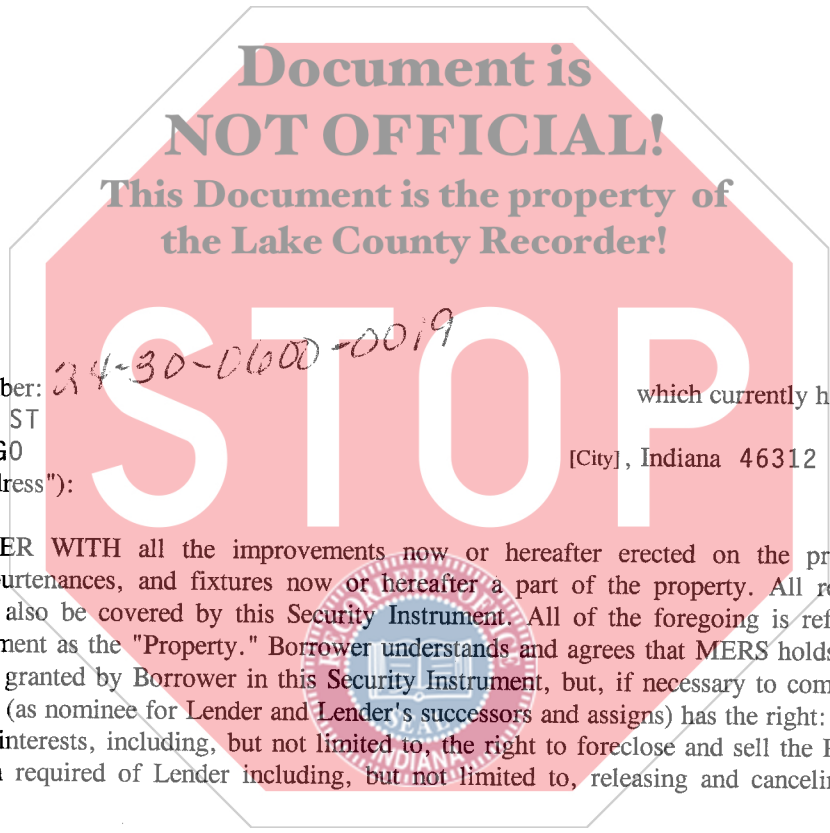 Document is
NOT OFFICIAL!
This Document is the property of
the Lake County Recorder!
STOP
ber: 24-30-0600-0019
which currently h
ST
GO
[City], Indiana 46312
lress"):
ER WITH all the improvements now or hereafter erected on the pr
urtenances, and fixtures now or hereafter a part of the property. All r
also be covered by this Security Instrument. All of the foregoing is ref
ment as the "Property." Borrower understands and agrees that MERS holds
granted by Borrower in this Security Instrument, but, if necessary to com
(as nominee for Lender and Lender's successors and assigns) has the right:
interests, including, but not limited to, the right to foreclose and sell the P
required of Lender including, but not limited to, releasing and cancelin
SEAL
INDIANA